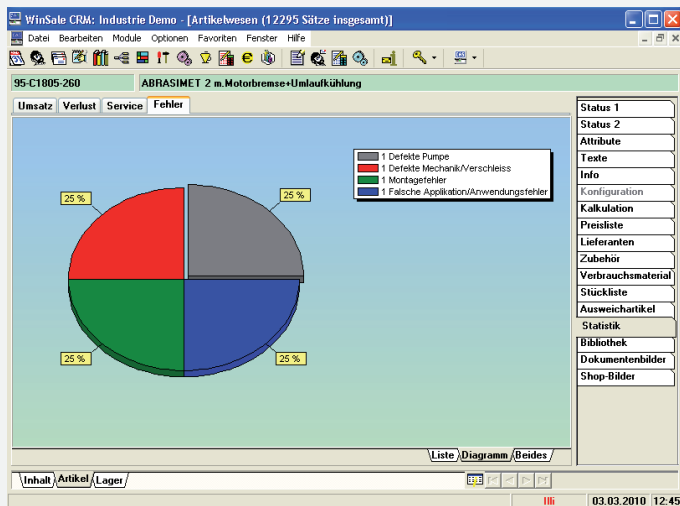 WinSale CRM: Industrie Demo - [Artikelwesen (12295 Sätze insgesamt)]
Datei Bearbeiten Module Optionen Favoriten Fenster Hilfe
95-C1805-260 ABRASIMET 2 m.Motorbremse+Umlaufkühlung
Umsatz Verlust Service Fehler
1 Defekte Pumpe
1 Defekte Mechanik/Verschleiss
1 Montagefehler
1 Falsche Applikation/Anwendungsfehler
25 %
25 %
25 %
25 %
Status 1
Status 2
Attribute
Texte
Info
Konfiguration
Kalkulation
Preisliste
Lieferanten
Zubehör
Verbrauchsmaterial
Stückliste
Ausweichartikel
Statistik
Bibliothek
Dokumentenbilder
Shop-Bilder
Liste Diagramm Beides
Inhalt Artikel Lager
03.03.2010 12:45